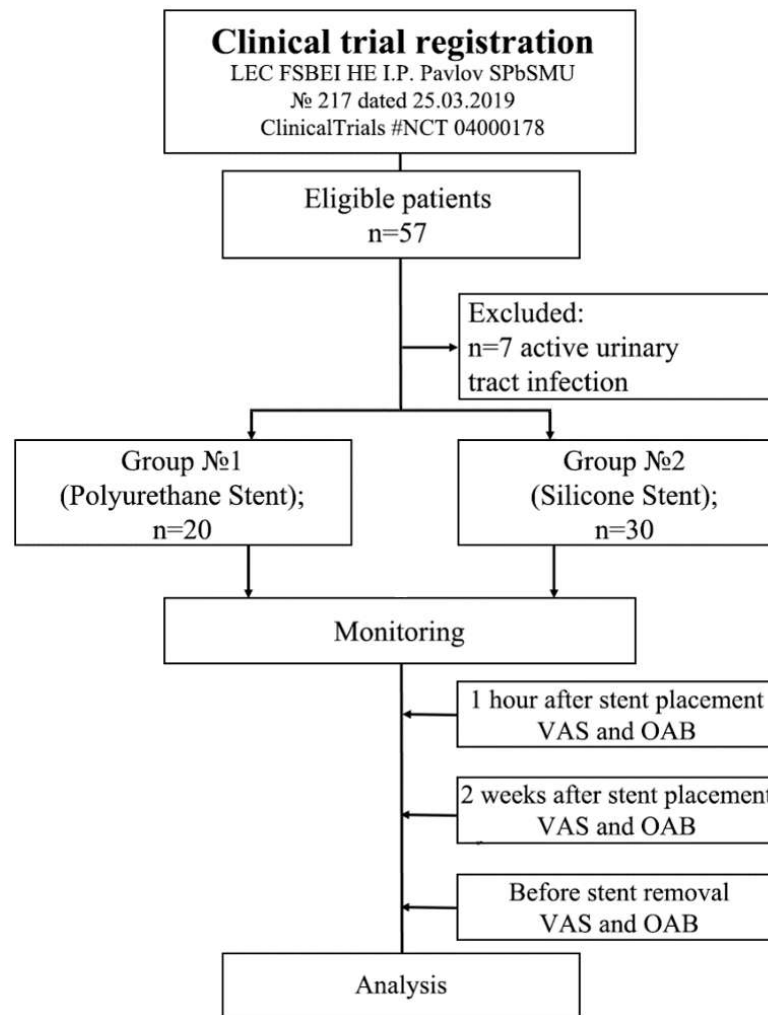 Clinical trial registration
LEC FSBEI HE I.P. Pavlov SPbSMU
№ 217 dated 25.03.2019
ClinicalTrials #NCT 04000178
Eligible patients
n=57
Excluded:
n=7 active urinary
tract infection
Group №1
(Polyurethane Stent);
n=20
Group №2
(Silicone Stent);
n=30
Monitoring
1 hour after stent placement
VAS and OAB
2 weeks after stent placement
VAS and OAB
Before stent removal
VAS and OAB
Analysis